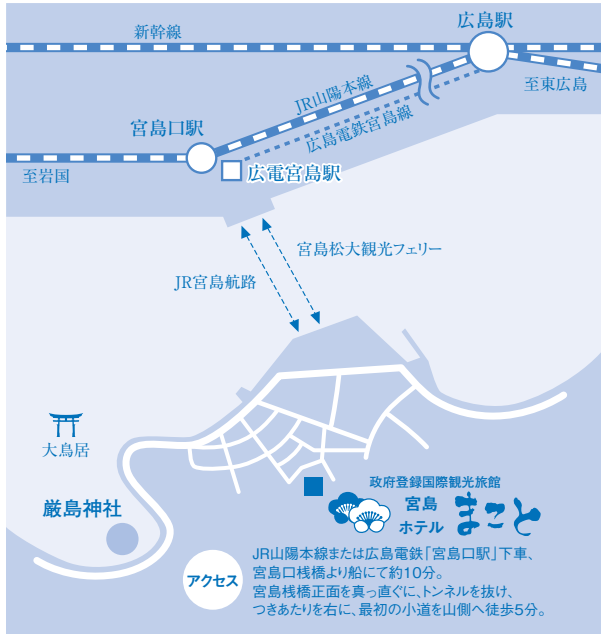 新幹線
広島駅
至東広島
JR山陽本線
広島電鉄宮島線
宮島口駅
至岩国
広電宮島駅
宮島松大観光フェリー
JR宮島航路
大鳥居
厳島神社
政府登録国際観光旅館
宮島
ホテル
まこと
アクセス
JR山陽本線または広島電鉄「宮島口駅」下車、
宮島口桟橋より船にて約10分。
宮島桟橋正面を真っ直ぐに、トンネルを抜け、
つきあたりを右に、最初の小道を山側へ徒歩5分。